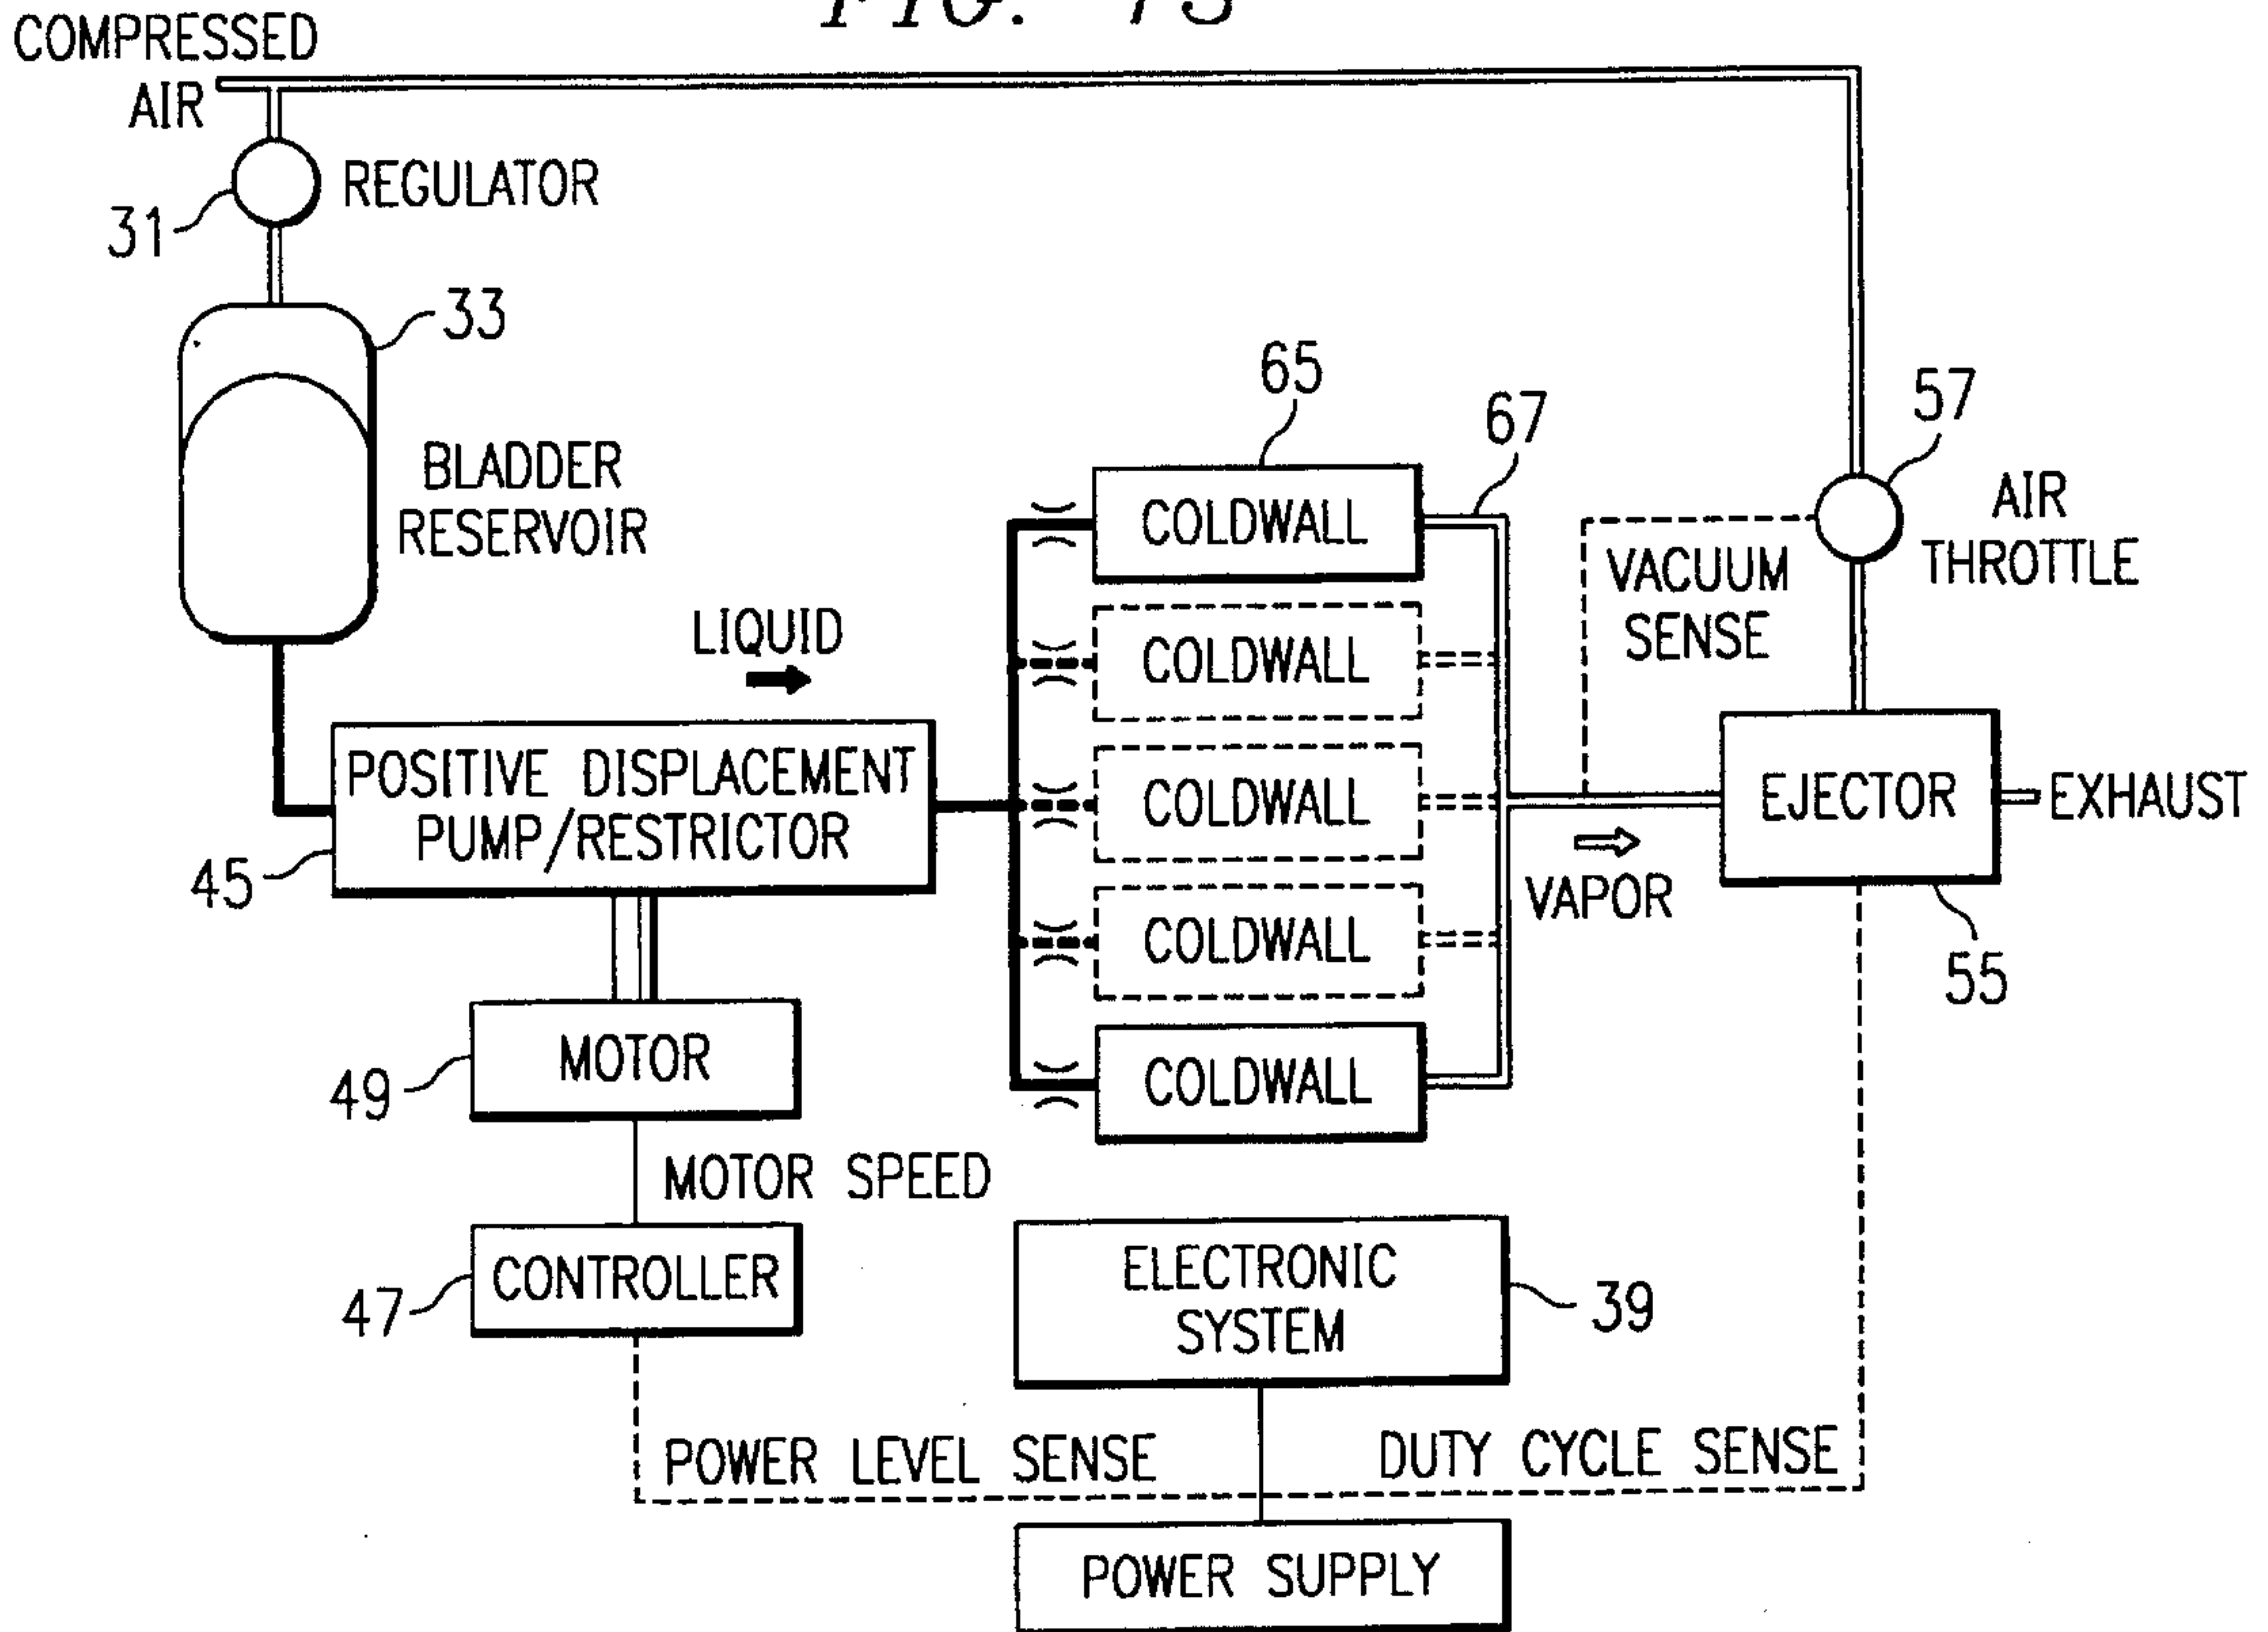 FIG. 13
COMPRESSED
AIR
REGULATOR
31
33
BLADDER
RESERVOIR
65
67
57
AIR
THROTTLE
VACUUM
SENSE
COLDWALL
COLDWALL
COLDWALL
COLDWALL
COLDWALL
LIQUID
POSITIVE DISPLACEMENT
PUMP/RESTRICTOR
45
EJECTOR
EXHAUST
VAPOR
55
MOTOR
49
MOTOR SPEED
CONTROLLER
47
ELECTRONIC
SYSTEM
39
POWER LEVEL SENSE
DUTY CYCLE SENSE
POWER SUPPLY